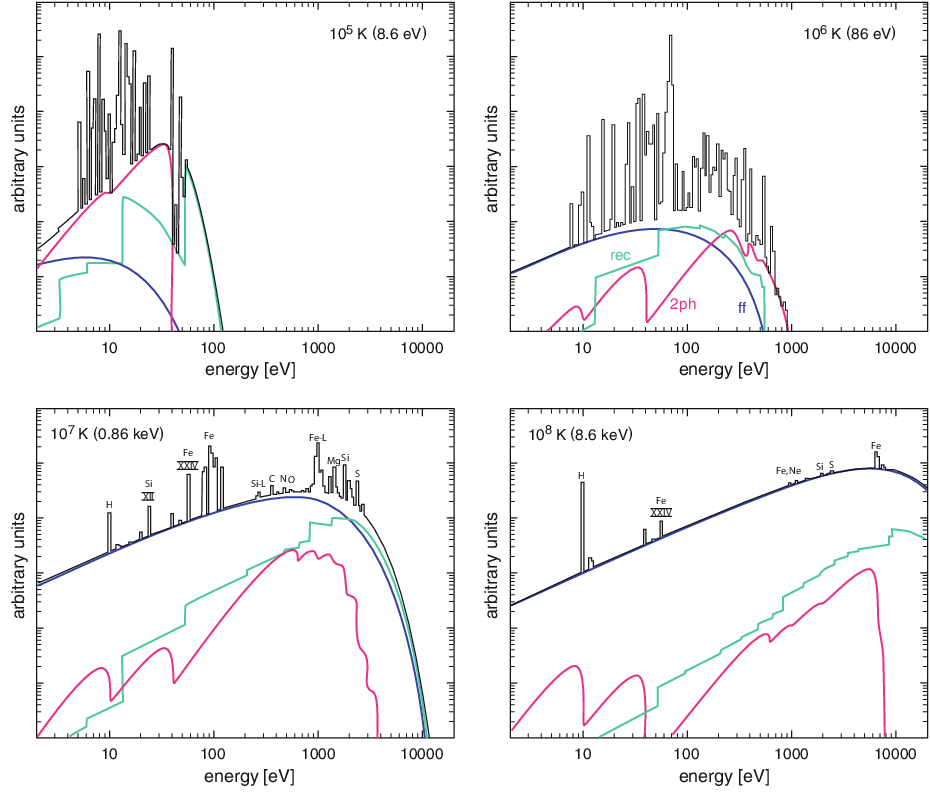 10⁵ K (8.6 eV)
arbitrary units
10 100 1000 10000
energy [eV]
10⁶ K (86 eV)
arbitrary units
rec
2ph
ff
10 100 1000 10000
energy [eV]
10⁷ K (0.86 keV)
arbitrary units
H
Si
XII
Fe
XXIV
Fe
Si-L
C
N
O
Fe-L
Mg
Si
S
10 100 1000 10000
energy [eV]
10⁸ K (8.6 keV)
arbitrary units
H
Fe
XXIV
Fe,Ne
Si
S
Fe
10 100 1000 10000
energy [eV]